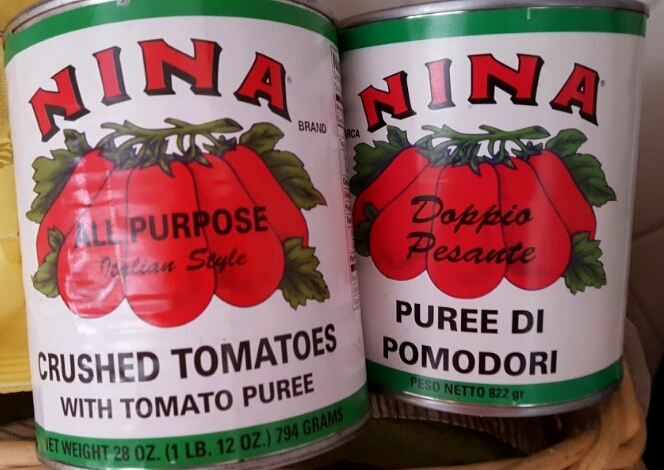 NINA®
BRAND
ALL PURPOSE
Italian Style
CRUSHED TOMATOES
WITH TOMATO PUREE
NET WEIGHT 28 OZ. (1 LB. 12 OZ.) 794 GRAMS
NINA®
Doppio
Pesante
PUREE DI
POMODORI
PESO NETTO 822 gr